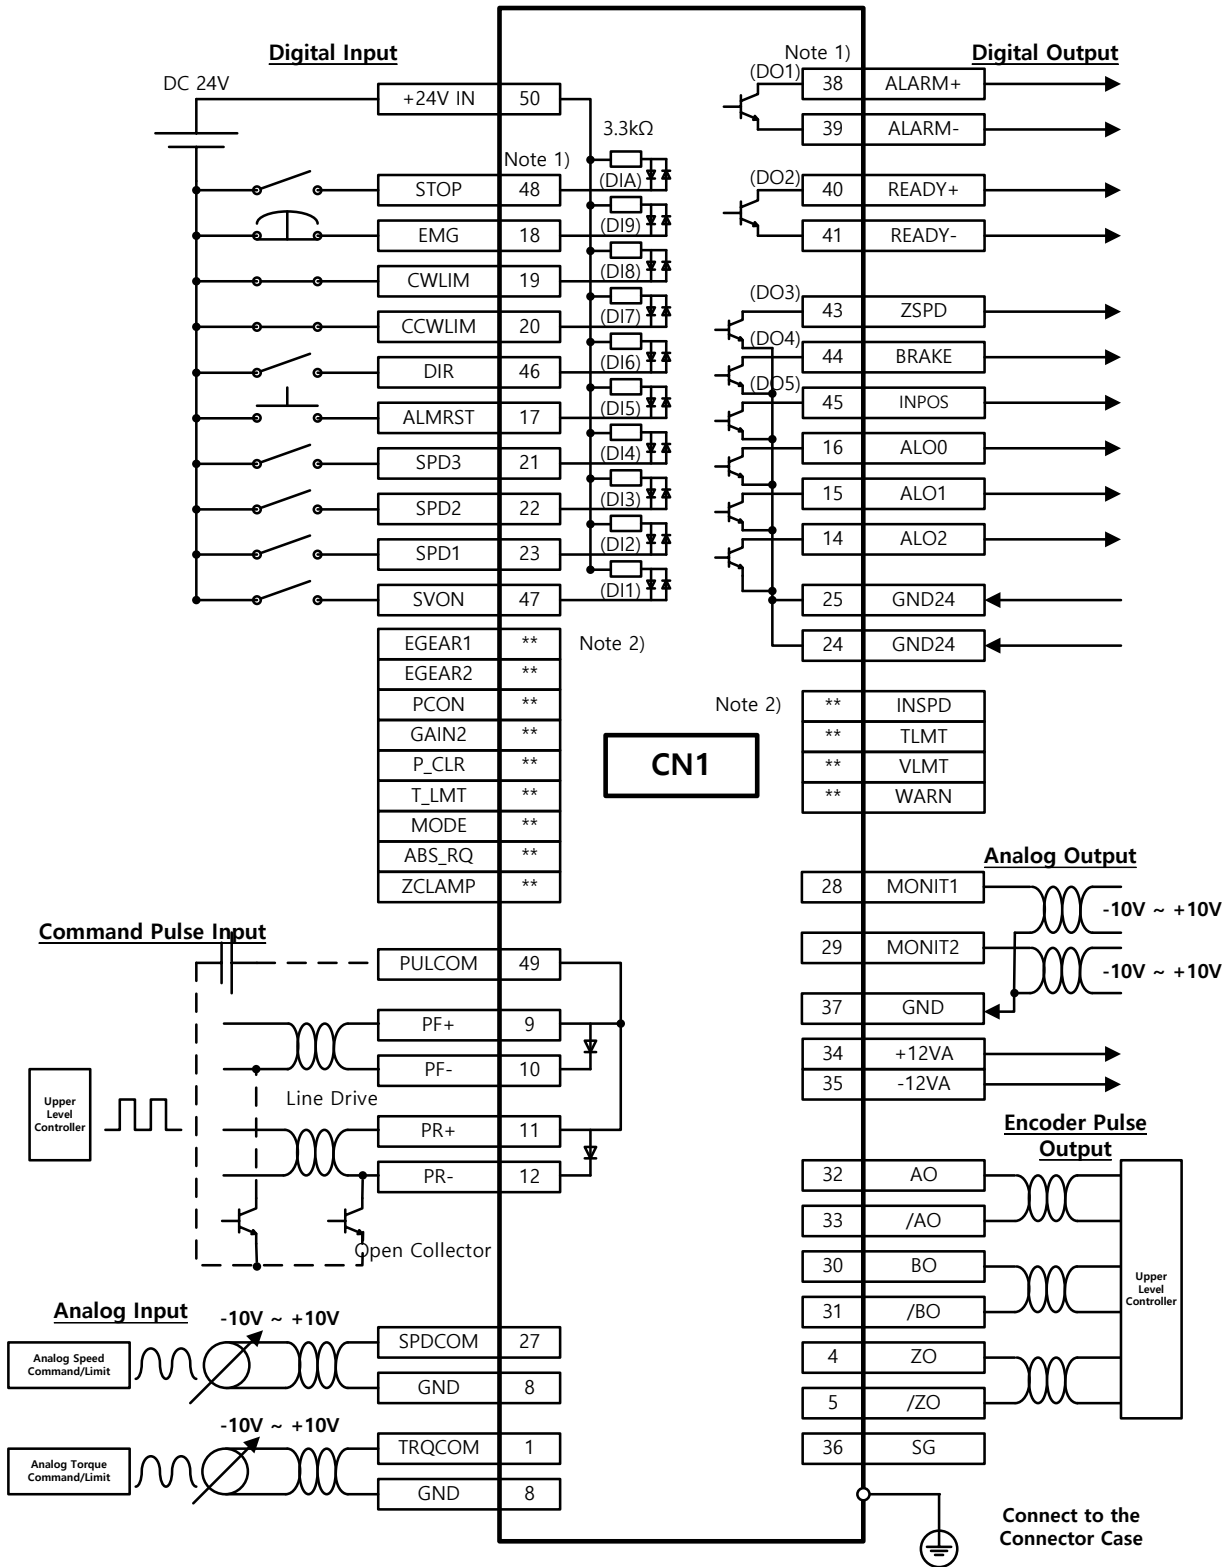 Digital Input
DC 24V
+24V IN 50
3.3kΩ
Note 1)
STOP 48 (DIA)
EMG 18 (DI9)
CWLIM 19 (DI8)
CCWLIM 20 (DI7)
DIR 46 (DI6)
ALMRST 17 (DI5)
SPD3 21 (DI4)
SPD2 22 (DI3)
SPD1 23 (DI2)
SVON 47 (DI1)
EGEAR1 ** Note 2)
EGEAR2 **
PCON **
GAIN2 **
P_CLR **
T_LMT **
MODE **
ABS_RQ **
ZCLAMP **
CN1
Note 1) Digital Output
(DO1) 38 ALARM+
39 ALARM-
(DO2) 40 READY+
41 READY-
(DO3) 43 ZSPD
(DO4) 44 BRAKE
(DO5) 45 INPOS
16 ALO0
15 ALO1
14 ALO2
25 GND24
24 GND24
Note 2) ** INSPD
** TLMT
** VLMT
** WARN
Analog Output
28 MONIT1
-10V ~ +10V
29 MONIT2
-10V ~ +10V
37 GND
34 +12VA
35 -12VA
Command Pulse Input
PULCOM 49
PF+ 9
PF- 10
Upper
Level
Controller
Line Drive
PR+ 11
PR- 12
Open Collector
Encoder Pulse
Output
32 AO
33 /AO
30 BO
31 /BO
4 ZO
5 /ZO
36 SG
Upper
Level
Controller
Analog Input
-10V ~ +10V
Analog Speed
Command/Limit
SPDCOM 27
GND 8
-10V ~ +10V
Analog Torque
Command/Limit
TRQCOM 1
GND 8
Connect to the
Connector Case